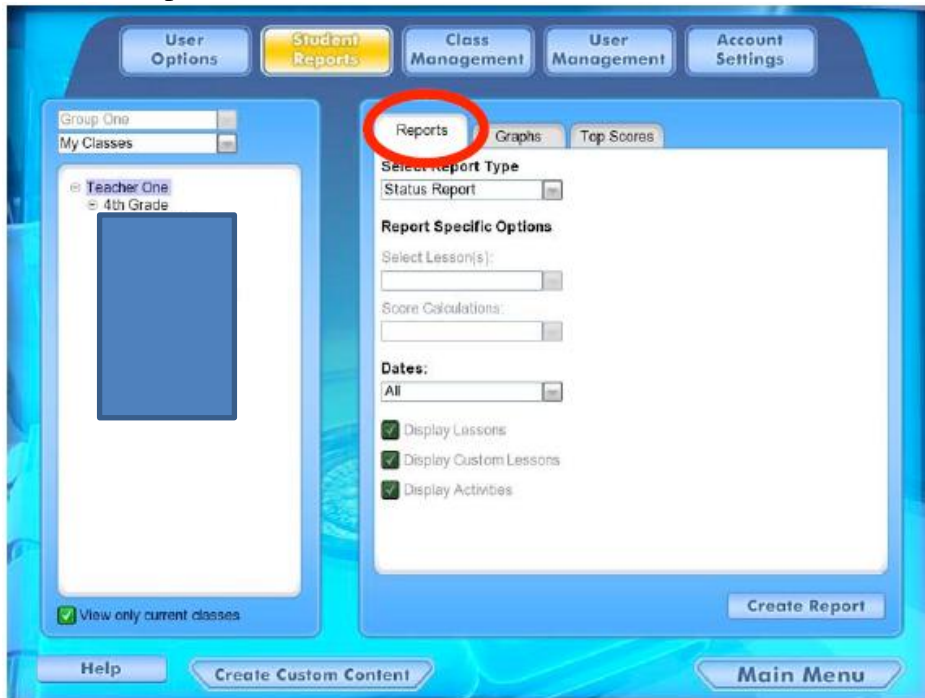 User
Options
Student
Reports
Class
Management
User
Management
Account
Settings
Group One
My Classes
Teacher One
4th Grade
View only current classes
Reports
Graphs
Top Scores
Select Report Type
Status Report
Report Specific Options
Select Lesson(s):
Score Calculations:
Dates:
All
Display Lessons
Display Custom Lessons
Display Activities
Create Report
Help
Create Custom Content
Main Menu